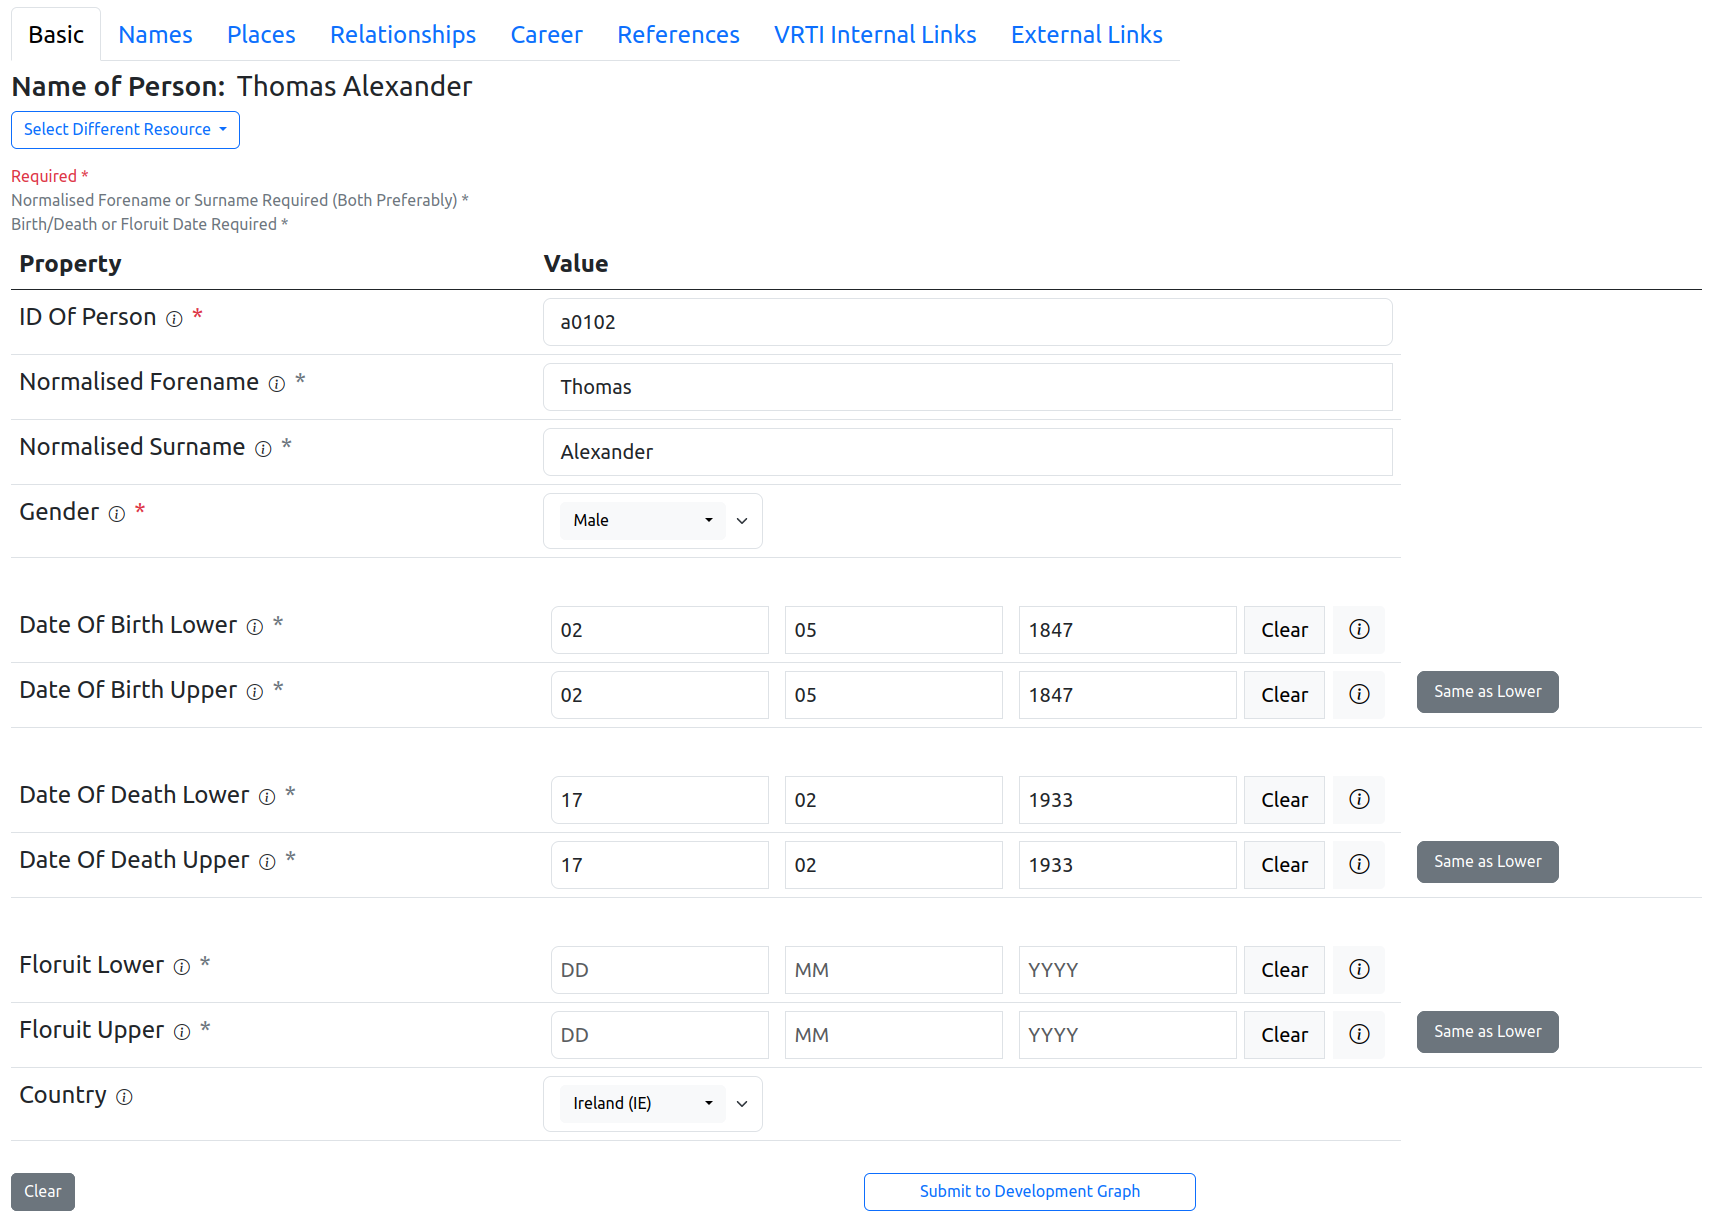 Basic Names Places Relationships Career References VRTI Internal Links External Links
Name of Person: Thomas Alexander
Select Different Resource
Required *
Normalised Forename or Surname Required (Both Preferably) *
Birth/Death or Floruit Date Required *
Property Value
ID Of Person * a0102
Normalised Forename * Thomas
Normalised Surname * Alexander
Gender * Male
Date Of Birth Lower * 02 05 1847 Clear
Date Of Birth Upper * 02 05 1847 Clear Same as Lower
Date Of Death Lower * 17 02 1933 Clear
Date Of Death Upper * 17 02 1933 Clear Same as Lower
Floruit Lower * DD MM YYYY Clear
Floruit Upper * DD MM YYYY Clear Same as Lower
Country Ireland (IE)
Clear Submit to Development Graph